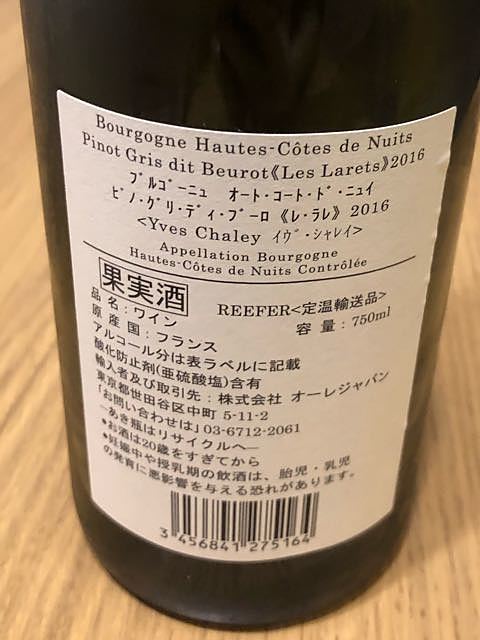 Bourgogne Hautes-Côtes de Nuits
Pinot Gris dit Beurot《Les Larets》2016
ブルゴーニュ オート・コート・ド・ニュイ
ピノ・グリ・ディ・ブーロ 《レ・ラレ》 2016
<Yves Chaley イヴ・シャレイ>
Appellation Bourgogne
Hautes-Côtes de Nuits Contrôlée
果実酒 REEFER<定温輸送品>
品名：ワイン 容量：750ml
原産国：フランス
アルコール分は表ラベルに記載
酸化防止剤(亜硫酸塩)含有
輸入者及び取引先：株式会社 オーレジャパン
東京都世田谷区中町 5-11-2
「お問い合わせは」03-6712-2061
―あき瓶はリサイクルへ―
●お酒は20歳をすぎてから
●妊娠中や授乳期の飲酒は、胎児・乳児
の発育に悪影響を与える恐れがあります。
3 456841 275164